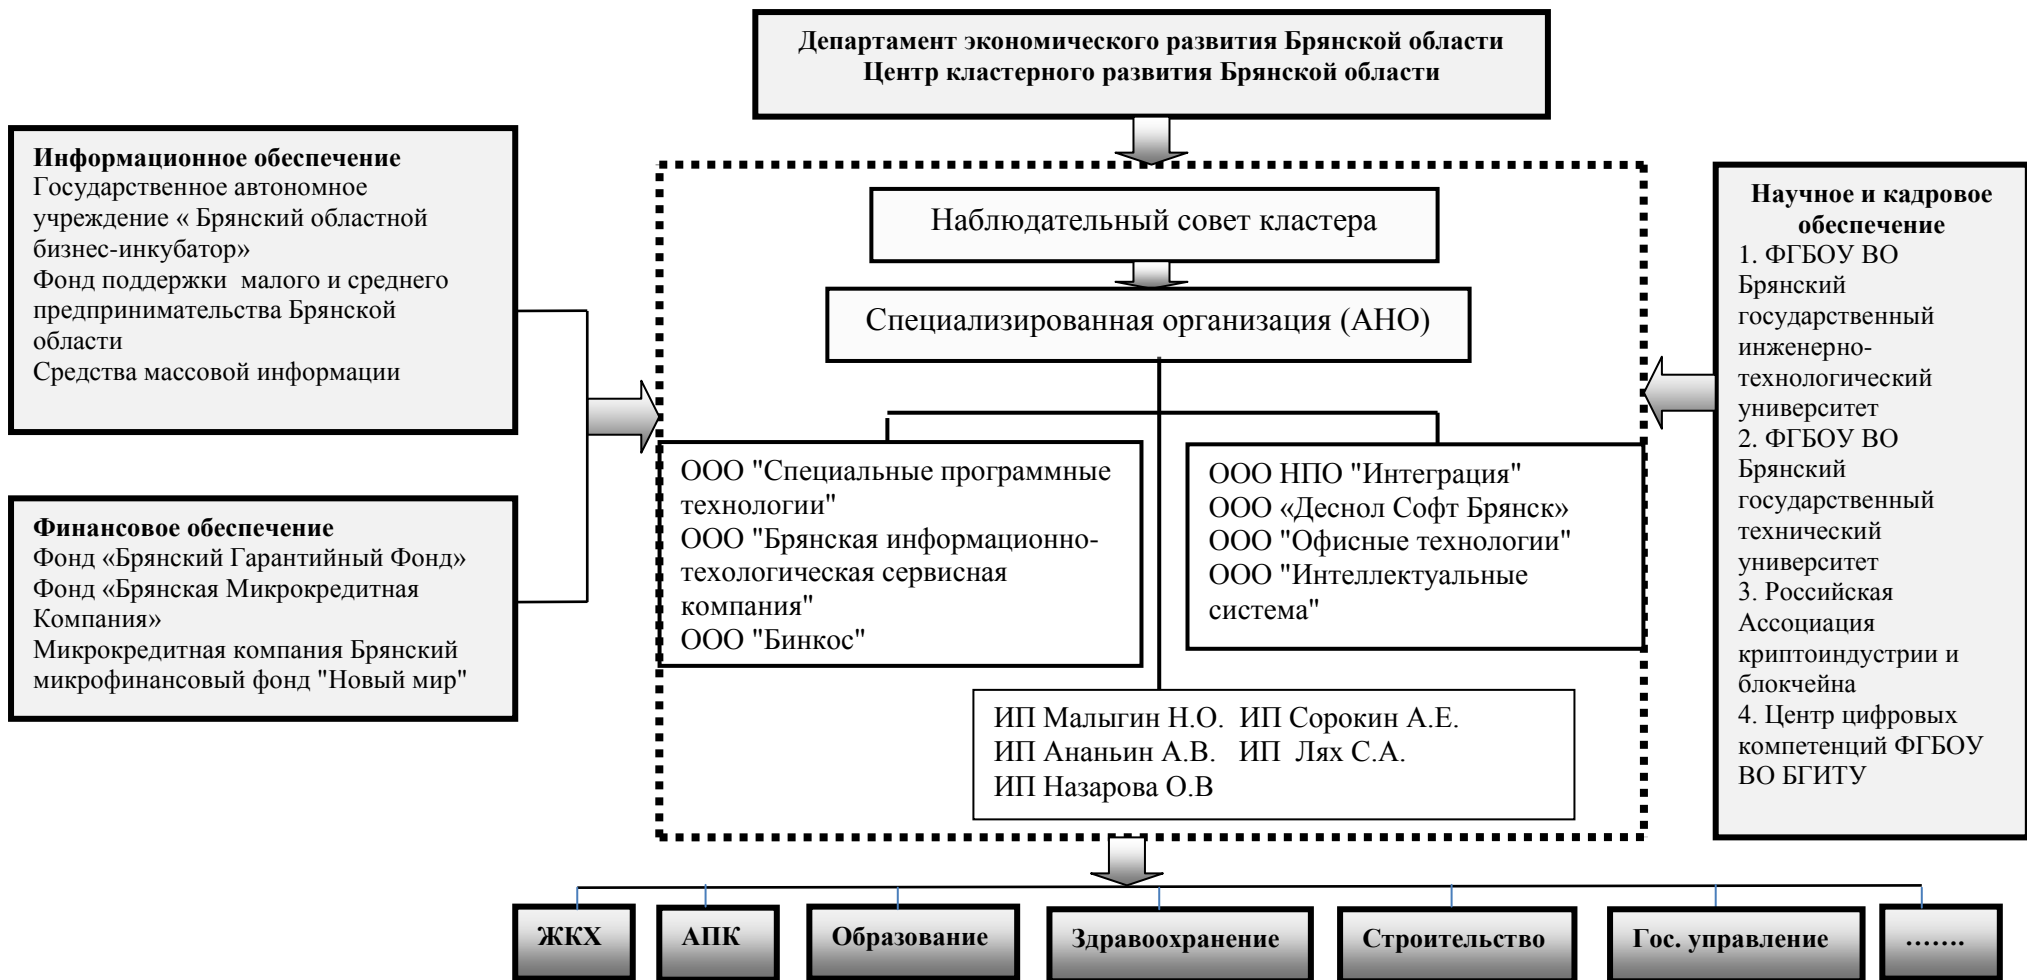 Департамент экономического развития Брянской области
Центр кластерного развития Брянской области
Информационное обеспечение
Государственное автономное
учреждение « Брянский областной
бизнес-инкубатор»
Фонд поддержки  малого и среднего
предпринимательства Брянской
области
Средства массовой информации
Финансовое обеспечение
Фонд «Брянский Гарантийный Фонд»
Фонд «Брянская Микрокредитная
Компания»
Микрокредитная компания Брянский
микрофинансовый фонд "Новый мир"
Наблюдательный совет кластера
Специализированная организация (АНО)
ООО "Специальные программные
технологии"
ООО "Брянская информационно-
техологическая сервисная
компания"
ООО "Бинкос"
ООО НПО "Интеграция"
ООО «Деснол Софт Брянск»
ООО "Офисные технологии"
ООО "Интеллектуальные
система"
ИП Малыгин Н.О.  ИП Сорокин А.Е.
ИП Ананьин А.В.   ИП  Лях С.А.
ИП Назарова О.В
Научное и кадровое
обеспечение
1. ФГБОУ ВО
Брянский
государственный
инженерно-
технологический
университет
2. ФГБОУ ВО
Брянский
государственный
технический
университет
3. Российская
Ассоциация
криптоиндустрии и
блокчейна
4. Центр цифровых
компетенций ФГБОУ
ВО БГИТУ
ЖКХ
АПК
Образование
Здравоохранение
Строительство
Гос. управление
…….